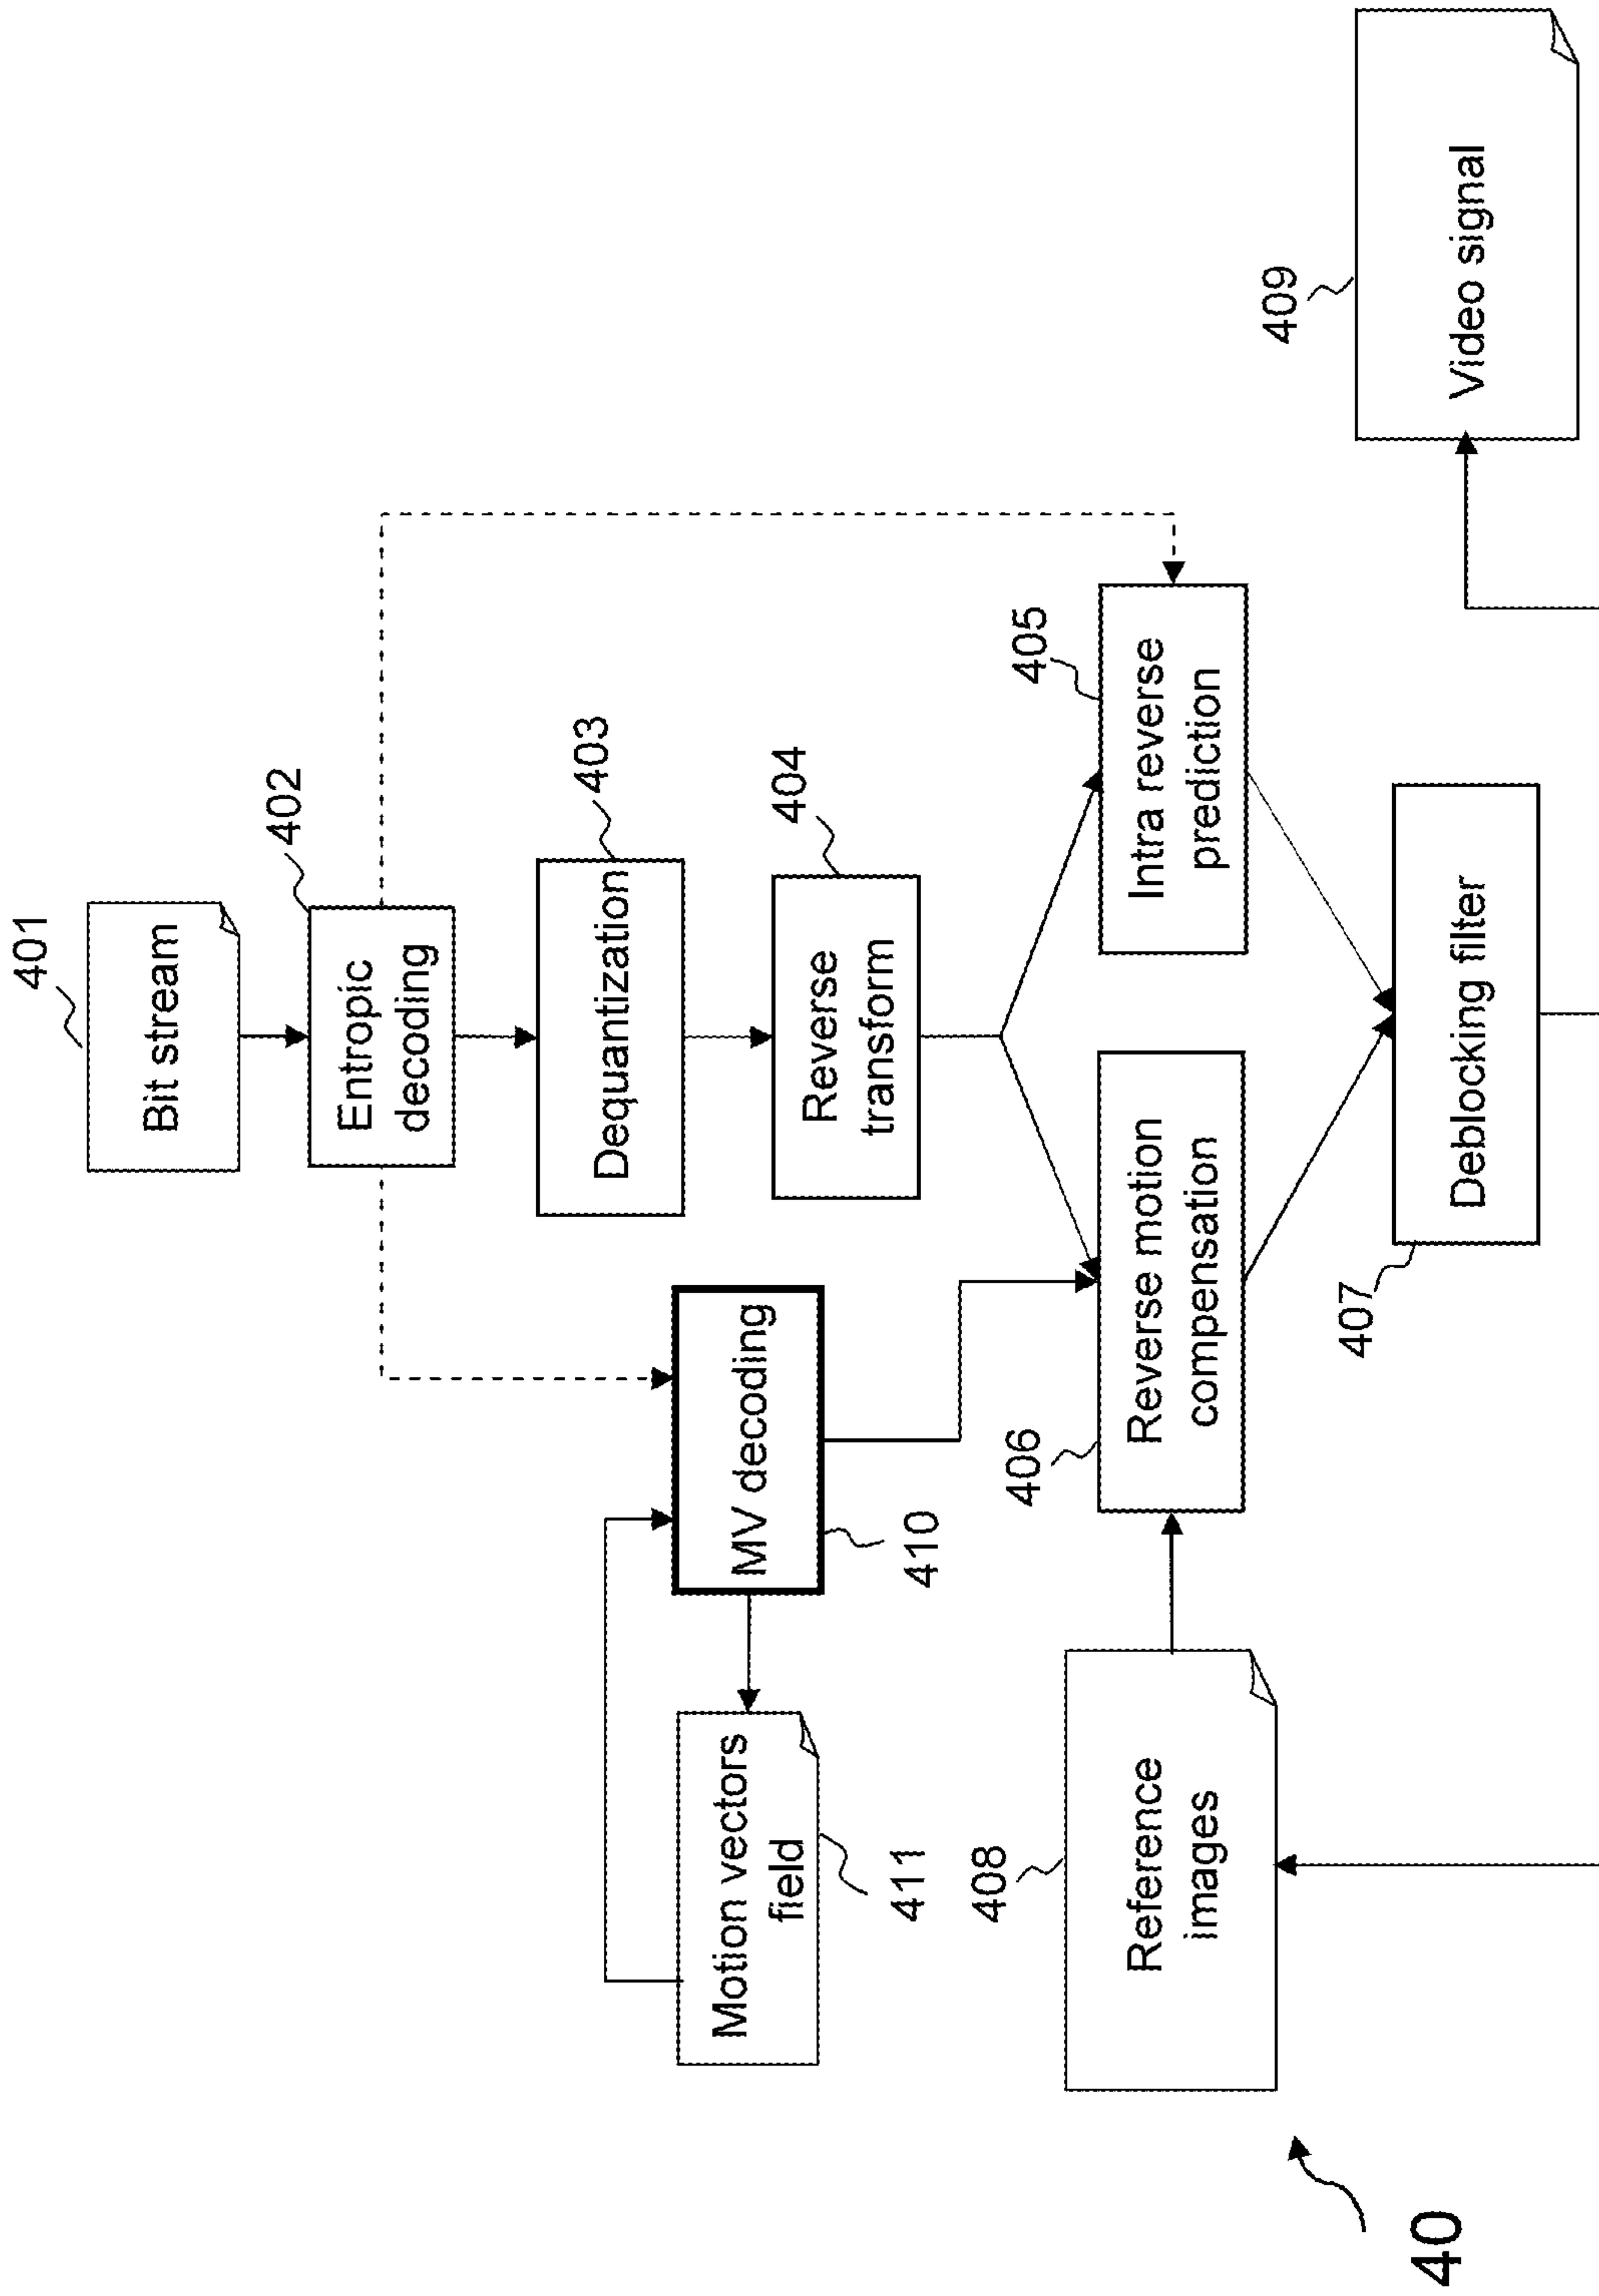 401
Bit stream
402
Entropic
decoding
403
Dequantization
404
Reverse
transform
MV decoding
410
Motion vectors
field
411
405
Intra reverse
prediction
406
Reverse motion
compensation
408
Reference
images
407
Deblocking filter
409
Video signal
40